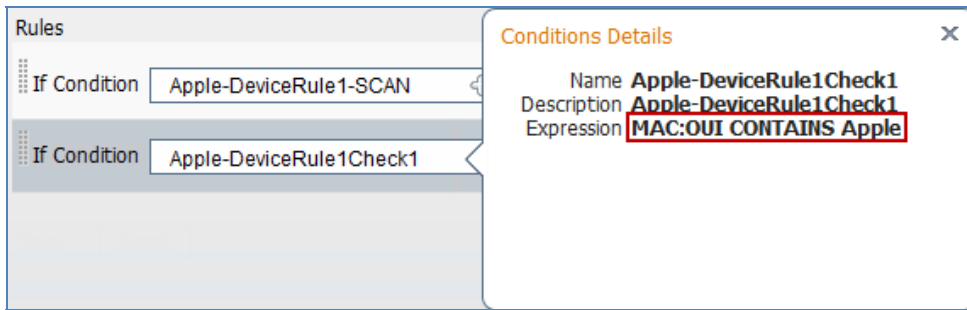 Rules
If Condition Apple-DeviceRule1-SCAN
If Condition Apple-DeviceRule1Check1
Conditions Details
Name Apple-DeviceRule1Check1
Description Apple-DeviceRule1Check1
Expression MAC:OUI CONTAINS Apple